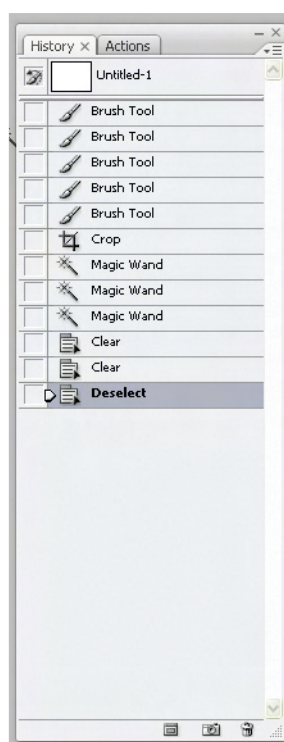 History × Actions
Untitled-1
Brush Tool
Brush Tool
Brush Tool
Brush Tool
Brush Tool
Crop
Magic Wand
Magic Wand
Magic Wand
Clear
Clear
Deselect